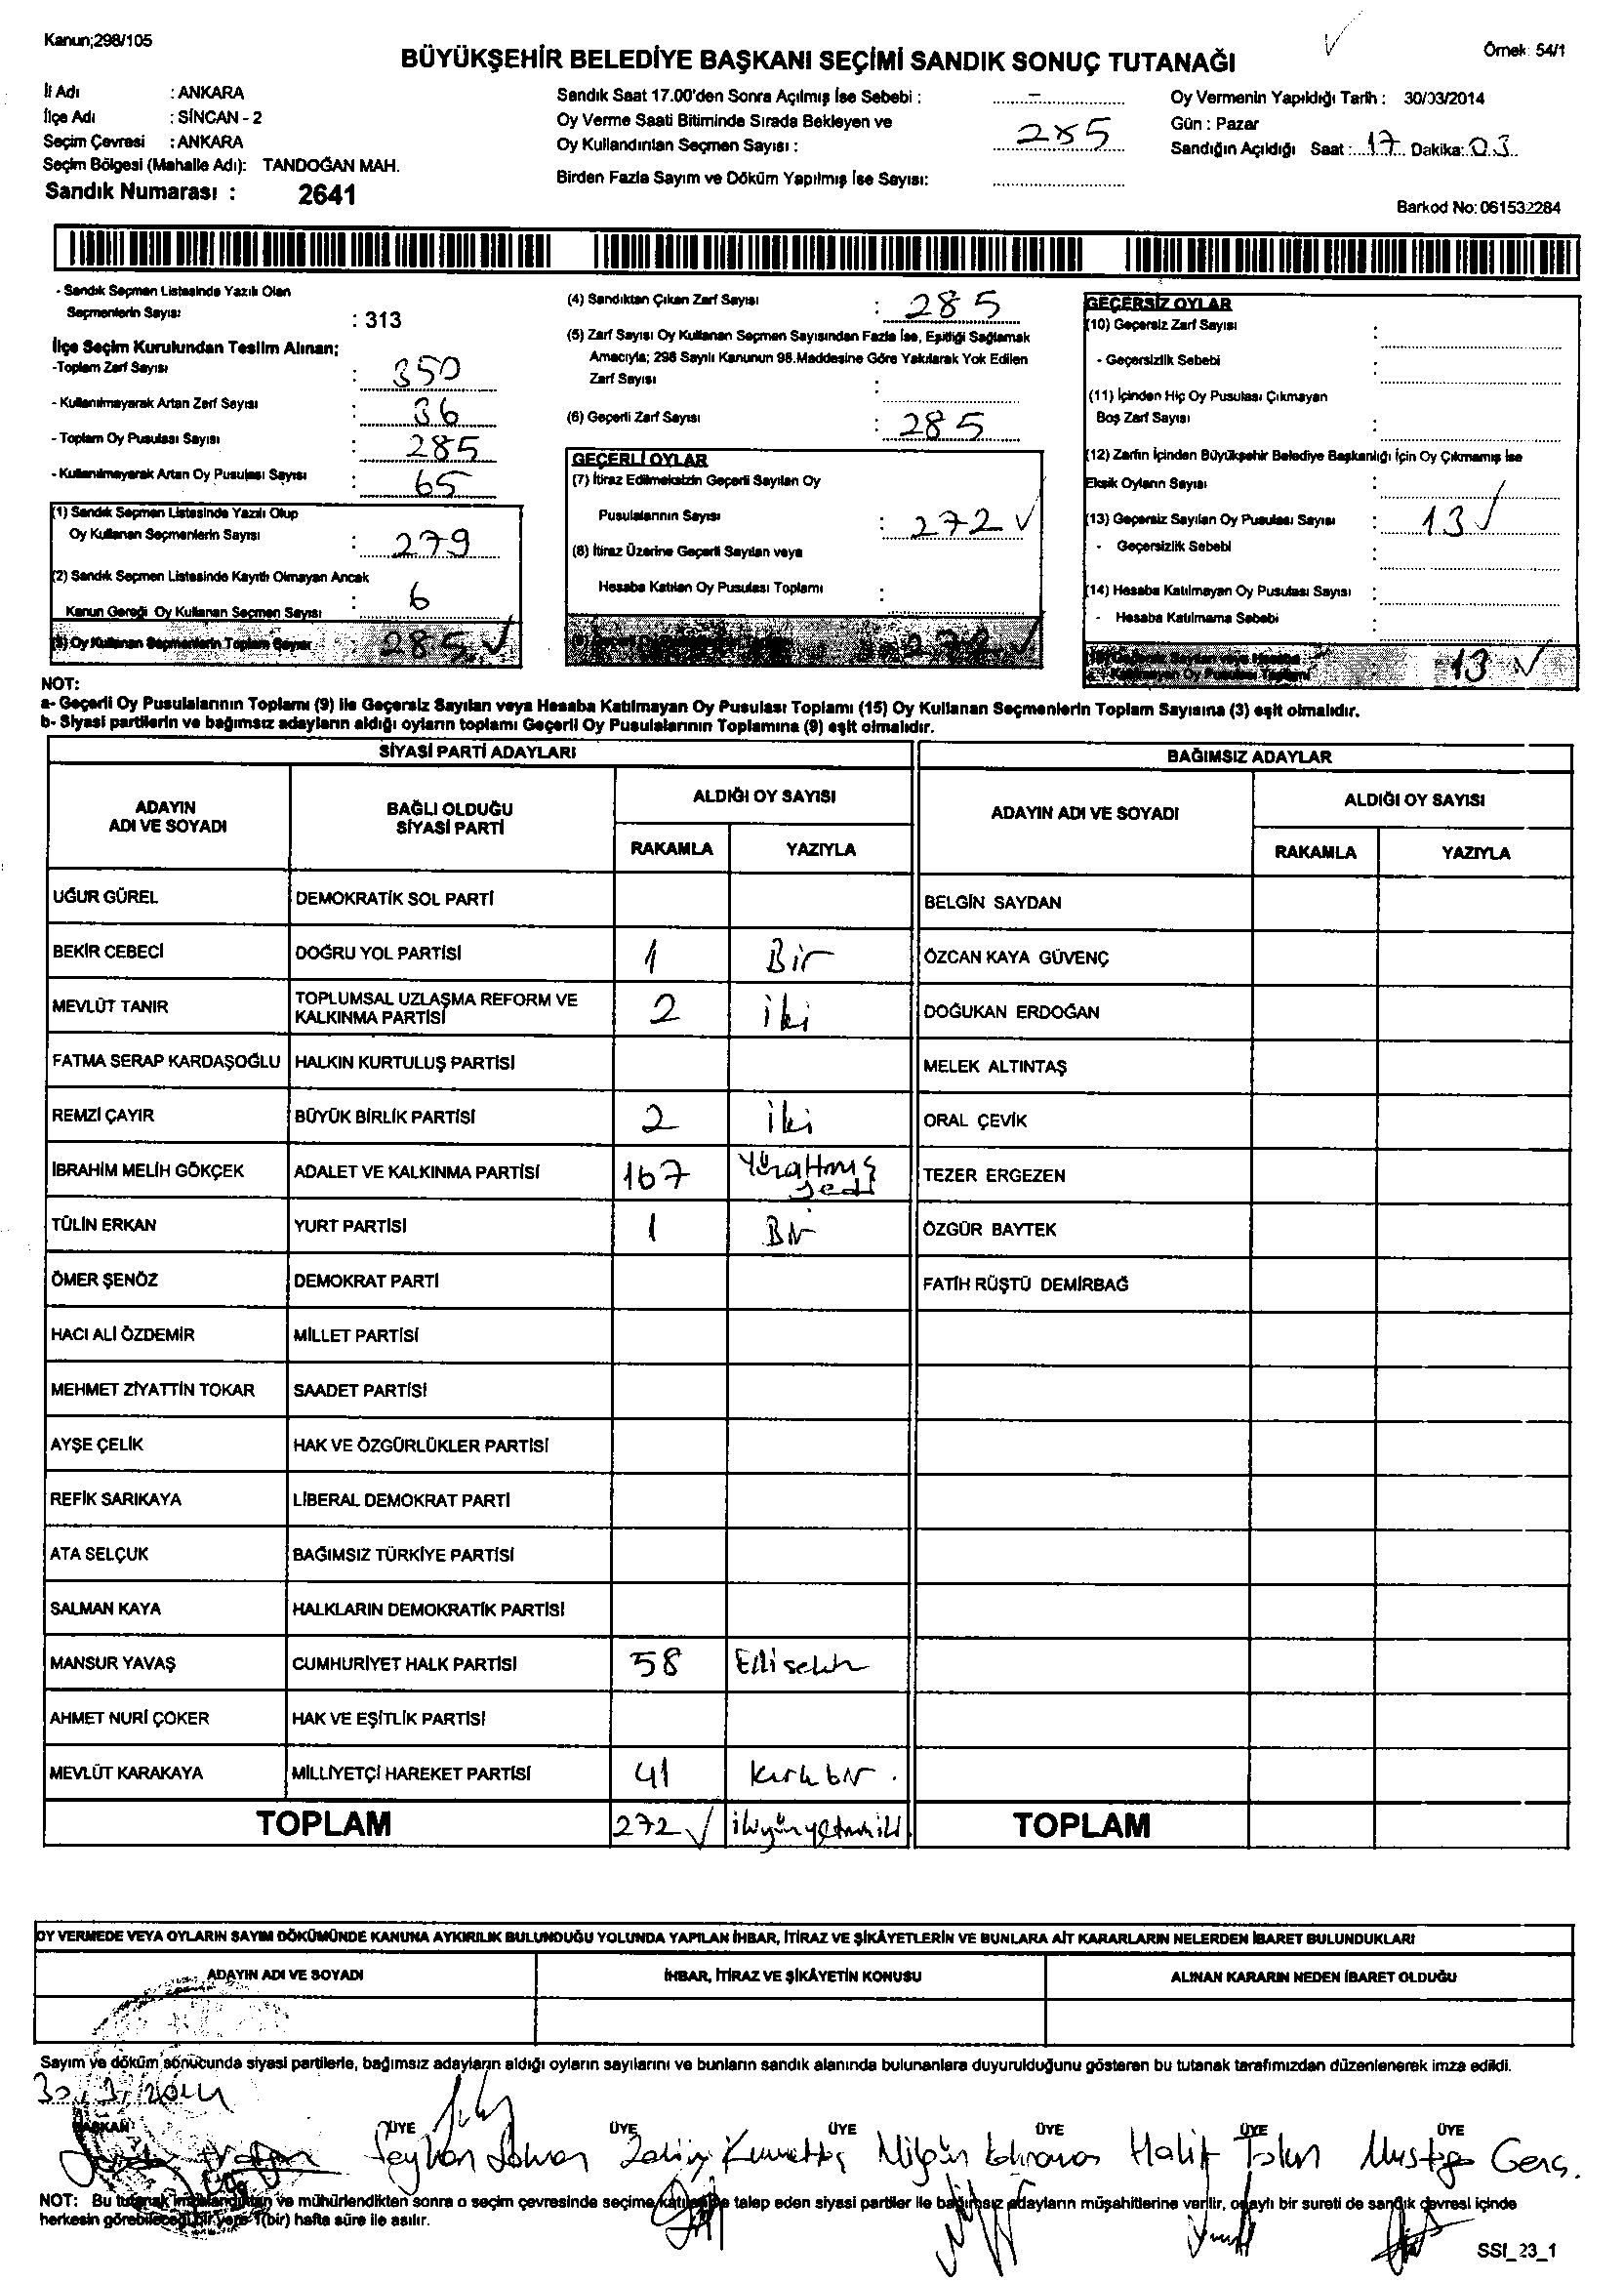 Kanun;298/105
Örnek: 54/1
BÜYÜKŞEHİR BELEDİYE BAŞKANI SEÇİMİ SANDIK SONUÇ TUTANAĞI
İl Adı : ANKARA
İlçe Adı : SİNCAN - 2
Seçim Çevresi : ANKARA
Seçim Bölgesi (Mahalle Adı): TANDOĞAN MAH.
Sandık Numarası : 2641
Sandık Saat 17.00'den Sonra Açılmış İse Sebebi : -
Oy Verme Saati Bitiminde Sırada Bekleyen ve
Oy Kullandırılan Seçmen Sayısı : 285
Birden Fazla Sayım ve Döküm Yapılmış İse Sayısı:
Oy Vermenin Yapıldığı Tarih : 30/03/2014
Gün : Pazar
Sandığın Açıldığı Saat : 17 Dakika: 03
Barkod No: 061532284
- Sandık Seçmen Listesinde Yazılı Olan
Seçmenlerin Sayısı : 313
İlçe Seçim Kurulundan Teslim Alınan;
-Toplam Zarf Sayısı : 350
- Kullanılmayarak Artan Zarf Sayısı : 36
- Toplam Oy Pusulası Sayısı : 285
- Kullanılmayarak Artan Oy Pusulası Sayısı : 65
(1) Sandık Seçmen Listesinde Yazılı Olup
Oy Kullanan Seçmenlerin Sayısı : 279
(2) Sandık Seçmen Listesinde Kayıtlı Olmayan Ancak
Kanun Gereği Oy Kullanan Seçmen Sayısı : 6
(3) Oy Kullanan Seçmenlerin Toplam Sayısı 285
(4) Sandıktan Çıkan Zarf Sayısı : 285
(5) Zarf Sayısı Oy Kullanan Seçmen Sayısından Fazla İse, Eşitliği Sağlamak
Amacıyla; 298 Sayılı Kanunun 98.Maddesine Göre Yakılarak Yok Edilen
Zarf Sayısı :
(6) Geçerli Zarf Sayısı : 285
GEÇERLİ OYLAR
(7) İtiraz Edilmeksizin Geçerli Sayılan Oy
Pusulalarının Sayısı : 272
(8) İtiraz Üzerine Geçerli Sayılan veya
Hesaba Katılan Oy Pusulası Toplamı :
272
GEÇERSİZ OYLAR
(10) Geçersiz Zarf Sayısı :
- Geçersizlik Sebebi :
(11) İçinden Hiç Oy Pusulası Çıkmayan
Boş Zarf Sayısı :
(12) Zarfın İçinden Büyükşehir Belediye Başkanlığı İçin Oy Çıkmamış İse
Eksik Oyların Sayısı :
(13) Geçersiz Sayılan Oy Pusulası Sayısı : 13
- Geçersizlik Sebebi :
(14) Hesaba Katılmayan Oy Pusulası Sayısı :
- Hesaba Katılmama Sebebi :
13
NOT:
a- Geçerli Oy Pusulalarının Toplamı (9) ile Geçersiz Sayılan veya Hesaba Katılmayan Oy Pusulası Toplamı (15) Oy Kullanan Seçmenlerin Toplam Sayısına (3) eşit olmalıdır.
b- Siyasi partilerin ve bağımsız adayların aldığı oyların toplamı Geçerli Oy Pusulalarının Toplamına (9) eşit olmalıdır.
SİYASİ PARTİ ADAYLARI
ADAYIN ADI VE SOYADI BAĞLI OLDUĞU SİYASİ PARTİ ALDIĞI OY SAYISI
RAKAMLA YAZIYLA
UĞUR GÜREL DEMOKRATİK SOL PARTİ
BEKİR CEBECİ DOĞRU YOL PARTİSİ 1 Bir
MEVLÜT TANIR TOPLUMSAL UZLAŞMA REFORM VE KALKINMA PARTİSİ 2 iki
FATMA SERAP KARDAŞOĞLU HALKIN KURTULUŞ PARTİSİ
REMZİ ÇAYIR BÜYÜK BİRLİK PARTİSİ 2 iki
İBRAHİM MELİH GÖKÇEK ADALET VE KALKINMA PARTİSİ 167 Yüzaltmış yedi
TÜLİN ERKAN YURT PARTİSİ 1 Bir
ÖMER ŞENÖZ DEMOKRAT PARTİ
HACI ALİ ÖZDEMİR MİLLET PARTİSİ
MEHMET ZİYATTİN TOKAR SAADET PARTİSİ
AYŞE ÇELİK HAK VE ÖZGÜRLÜKLER PARTİSİ
REFİK SARIKAYA LİBERAL DEMOKRAT PARTİ
ATA SELÇUK BAĞIMSIZ TÜRKİYE PARTİSİ
SALMAN KAYA HALKLARIN DEMOKRATİK PARTİSİ
MANSUR YAVAŞ CUMHURİYET HALK PARTİSİ 58 Ellisekiz
AHMET NURİ ÇOKER HAK VE EŞİTLİK PARTİSİ
MEVLÜT KARAKAYA MİLLİYETÇİ HAREKET PARTİSİ 41 Kırkbir.
TOPLAM 272 ikiyüzyetmişiki
BAĞIMSIZ ADAYLAR
ADAYIN ADI VE SOYADI ALDIĞI OY SAYISI
RAKAMLA YAZIYLA
BELGİN SAYDAN
ÖZCAN KAYA GÜVENÇ
DOĞUKAN ERDOĞAN
MELEK ALTINTAŞ
ORAL ÇEVİK
TEZER ERGEZEN
ÖZGÜR BAYTEK
FATİH RÜŞTÜ DEMİRBAĞ
TOPLAM
OY VERMEDE VEYA OYLARIN SAYIM DÖKÜMÜNDE KANUNA AYKIRILIK BULUNDUĞU YOLUNDA YAPILAN İHBAR, İTİRAZ VE ŞİKÂYETLERİN VE BUNLARA AİT KARARLARIN NELERDEN İBARET BULUNDUKLARI
ADAYIN ADI VE SOYADI İHBAR, İTİRAZ VE ŞİKÂYETİN KONUSU ALINAN KARARIN NEDEN İBARET OLDUĞU
Sayım ve döküm sonucunda siyasi partilerle, bağımsız adayların aldığı oyların sayılarını ve bunların sandık alanında bulunanlara duyurulduğunu gösteren bu tutanak tarafımızdan düzenlenerek imza edildi.
30.3.2014
BAŞKAN ÜYE ÜYE ÜYE ÜYE ÜYE ÜYE
Seyhan Nilgün Halit Mustafa Genç.
NOT: Bu tutanak imzalandıktan ve mühürlendikten sonra o seçim çevresinde seçime katılan ve talep eden siyasi partiler ile bağımsız adayların müşahitlerine verilir, onaylı bir sureti de sandık çevresi içinde
herkesin görebileceği bir yere 1(bir) hafta süre ile asılır.
SSI_23_1